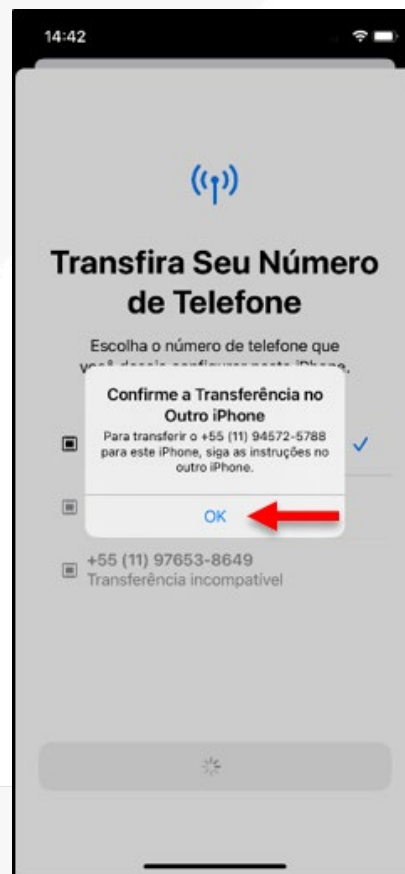 14:42
Transfira Seu Número
de Telefone
Escolha o número de telefone que
Confirme a Transferência no
Outro iPhone
Para transferir o +55 (11) 94572-5788
para este iPhone, siga as instruções no
outro iPhone.
OK
+55 (11) 97653-8649
Transferência incompatível